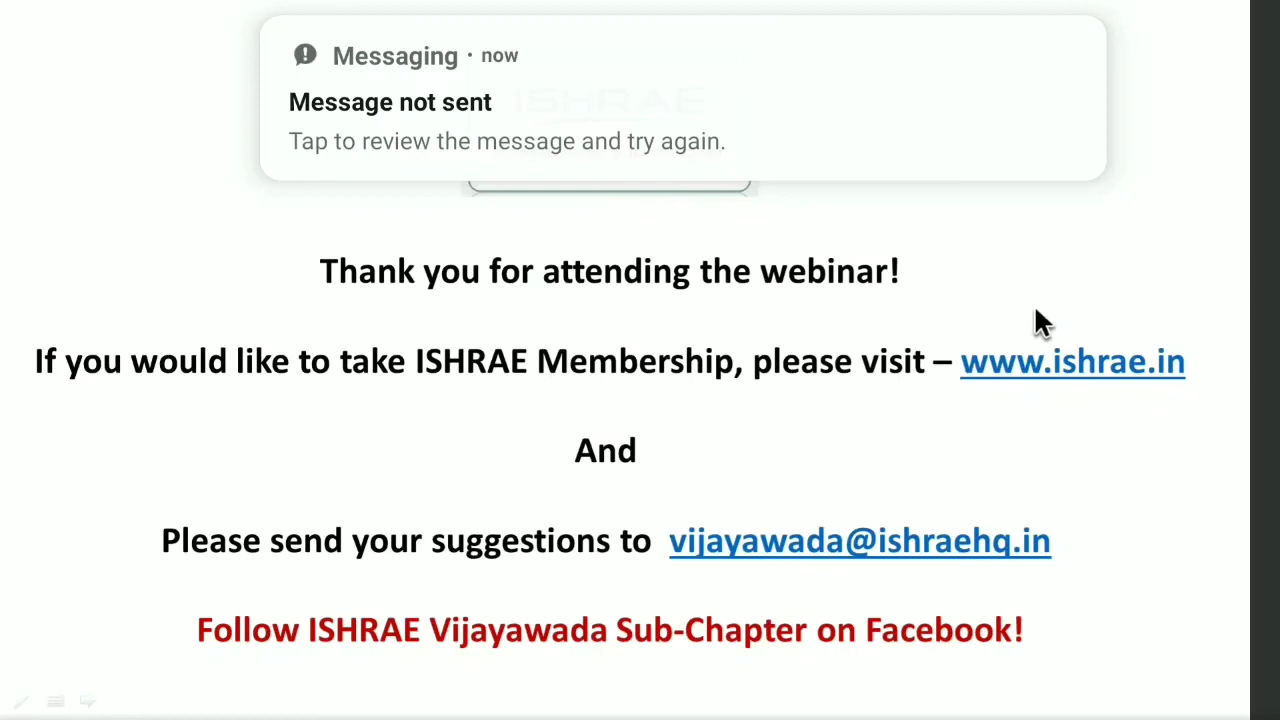 Messaging · now
Message not sent
ISHRAE
Tap to review the message and try again.
Thank you for attending the webinar!
If you would like to take ISHRAE Membership, please visit – www.ishrae.in
And
Please send your suggestions to vijayawada@ishraehq.in
Follow ISHRAE Vijayawada Sub-Chapter on Facebook!